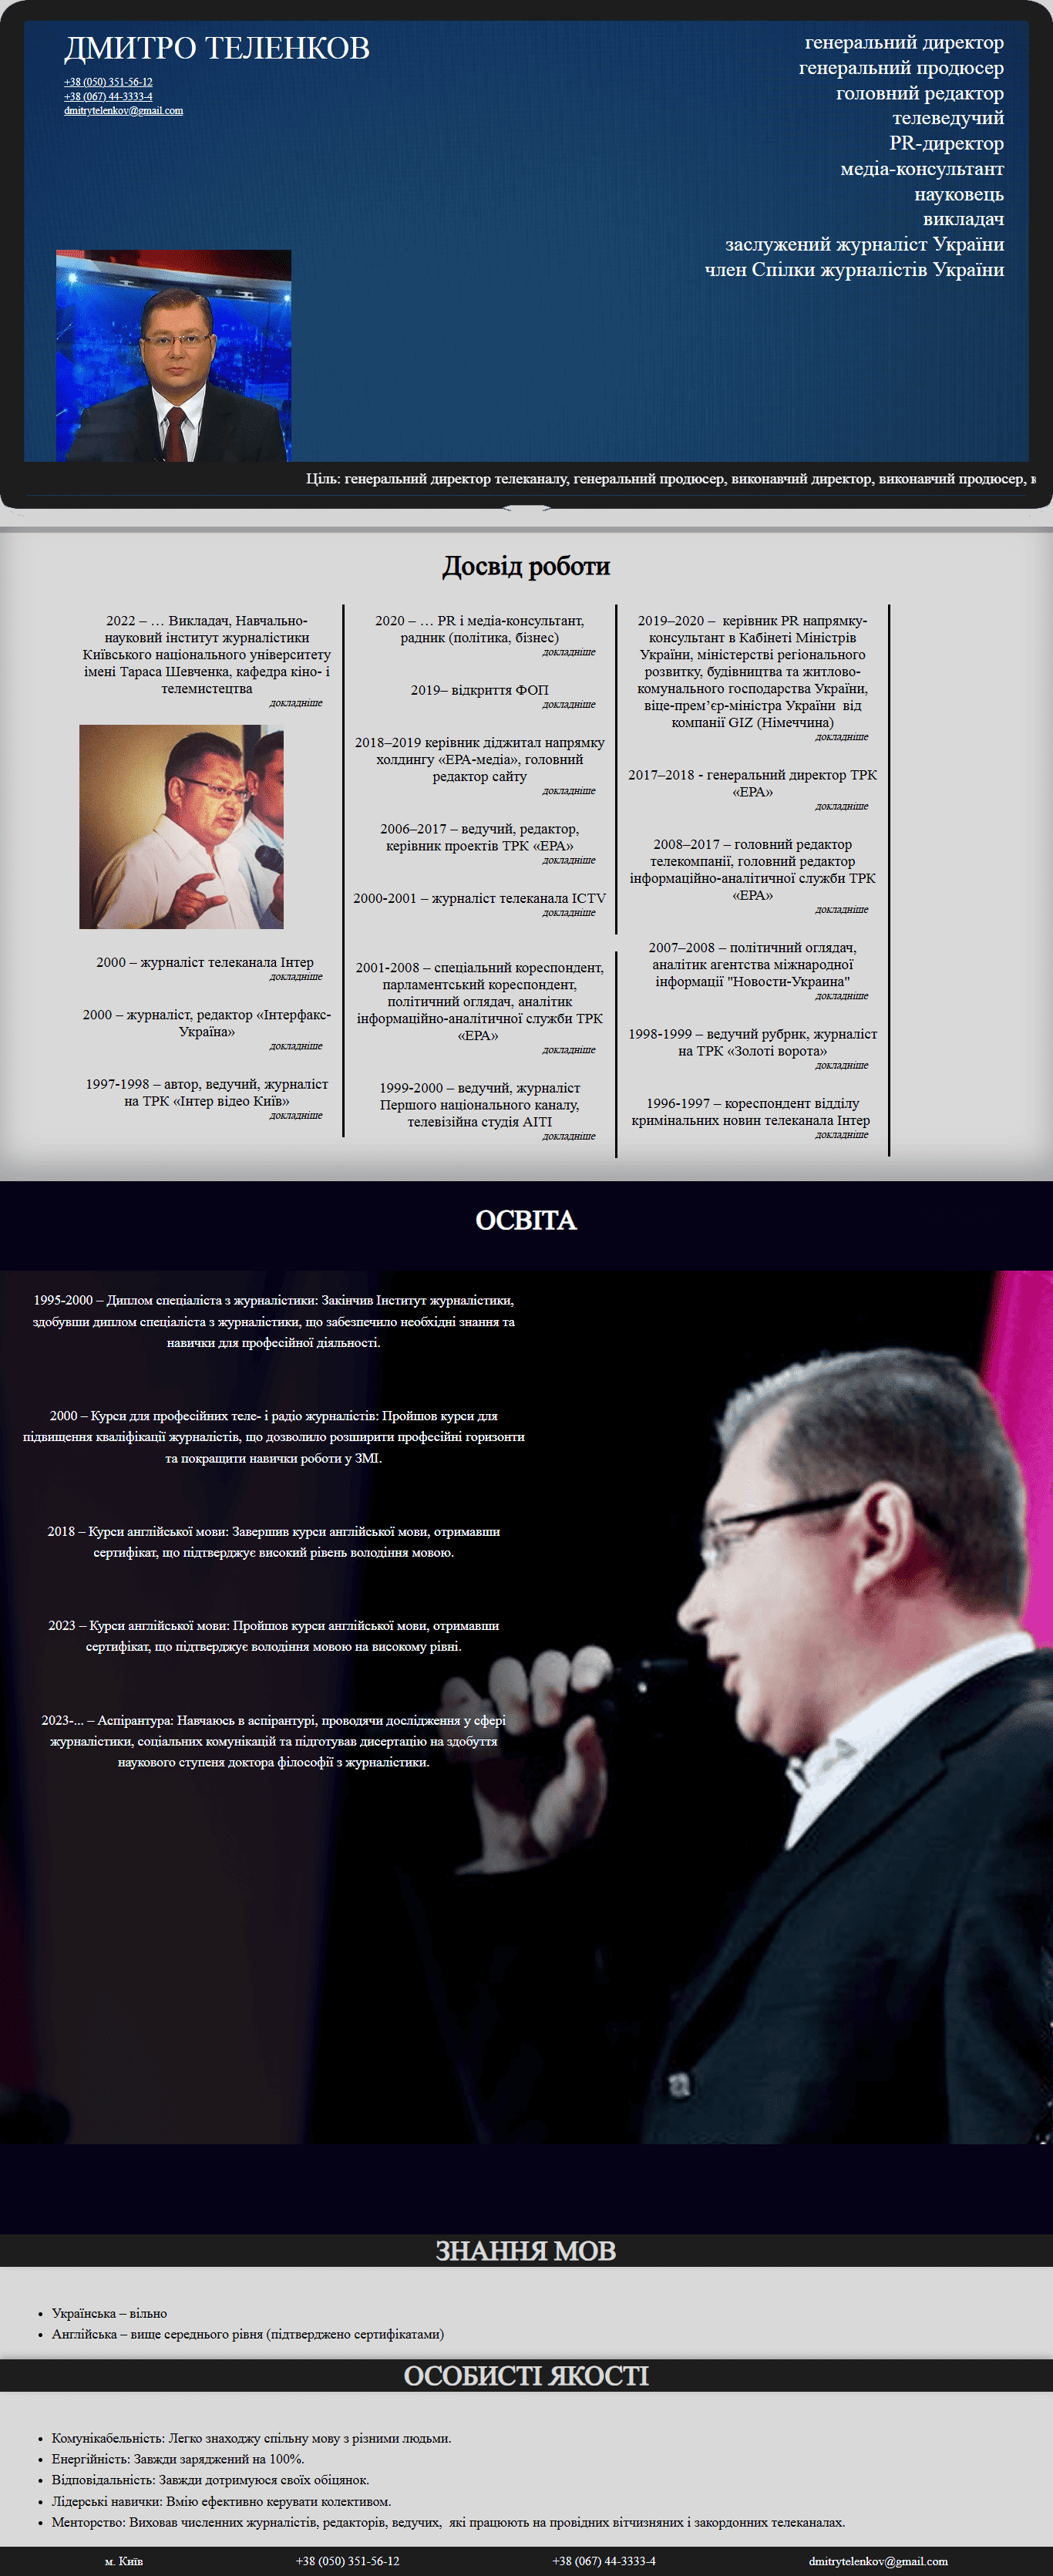 ДМИТРО ТЕЛЕНКОВ
+38 (050) 351-56-12
+38 (067) 44-3333-4
dmitrytelenkov@gmail.com
генеральний директор
генеральний продюсер
головний редактор
телеведучий
PR-директор
медіа-консультант
науковець
викладач
заслужений журналіст України
член Спілки журналістів України
Ціль: генеральний директор телеканалу, генеральний продюсер, виконавчий директор, виконавчий продюсер,
Досвід роботи
2022 – … Викладач, Навчально-
науковий інститут журналістики
Київського національного університету
імені Тараса Шевченка, кафедра кіно- і
телемистецтва
докладніше
2000 – журналіст телеканала Інтер
докладніше
2000 – журналіст, редактор «Інтерфакс-
Україна»
докладніше
1997-1998 – автор, ведучий, журналіст
на ТРК «Інтер відео Київ»
докладніше
2020 – … PR і медіа-консультант,
радник (політика, бізнес)
докладніше
2019– відкриття ФОП
докладніше
2018–2019 керівник діджитал напрямку
холдингу «ЕРА-медіа», головний
редактор сайту
докладніше
2006–2017 – ведучий, редактор,
керівник проектів ТРК «ЕРА»
докладніше
2000-2001 – журналіст телеканала ICTV
докладніше
2001-2008 – спеціальний кореспондент,
парламентський кореспондент,
політичний оглядач, аналітик
інформаційно-аналітичної служби ТРК
«ЕРА»
докладніше
1999-2000 – ведучий, журналіст
Першого національного каналу,
телевізійна студія АІТІ
докладніше
2019–2020 – керівник PR напрямку-
консультант в Кабінеті Міністрів
України, міністерстві регіонального
розвитку, будівництва та житлово-
комунального господарства України,
віце-прем’єр-міністра України від
компанії GIZ (Німеччина)
докладніше
2017–2018 - генеральний директор ТРК
«ЕРА»
докладніше
2008–2017 – головний редактор
телекомпанії, головний редактор
інформаційно-аналітичної служби ТРК
«ЕРА»
докладніше
2007–2008 – політичний оглядач,
аналітик агентства міжнародної
інформації "Новости-Украина"
докладніше
1998-1999 – ведучий рубрик, журналіст
на ТРК «Золоті ворота»
докладніше
1996-1997 – кореспондент відділу
кримінальних новин телеканала Інтер
докладніше
ОСВІТА
1995-2000 – Диплом спеціаліста з журналістики: Закінчив Інститут журналістики,
здобувши диплом спеціаліста з журналістики, що забезпечило необхідні знання та
навички для професійної діяльності.
2000 – Курси для професійних теле- і радіо журналістів: Пройшов курси для
підвищення кваліфікації журналістів, що дозволило розширити професійні горизонти
та покращити навички роботи у ЗМІ.
2018 – Курси англійської мови: Завершив курси англійської мови, отримавши
сертифікат, що підтверджує високий рівень володіння мовою.
2023 – Курси англійської мови: Пройшов курси англійської мови, отримавши
сертифікат, що підтверджує володіння мовою на високому рівні.
2023-... – Аспірантура: Навчаюсь в аспірантурі, проводячи дослідження у сфері
журналістики, соціальних комунікацій та підготував дисертацію на здобуття
наукового ступеня доктора філософії з журналістики.
ЗНАННЯ МОВ
• Українська – вільно
• Англійська – вище середнього рівня (підтверджено сертифікатами)
ОСОБИСТІ ЯКОСТІ
• Комунікабельність: Легко знаходжу спільну мову з різними людьми.
• Енергійність: Завжди заряджений на 100%.
• Відповідальність: Завжди дотримуюся своїх обіцянок.
• Лідерські навички: Вмію ефективно керувати колективом.
• Менторство: Виховав численних журналістів, редакторів, ведучих, які працюють на провідних вітчизняних і закордонних телеканалах.
м. Київ
+38 (050) 351-56-12
+38 (067) 44-3333-4
dmitrytelenkov@gmail.com